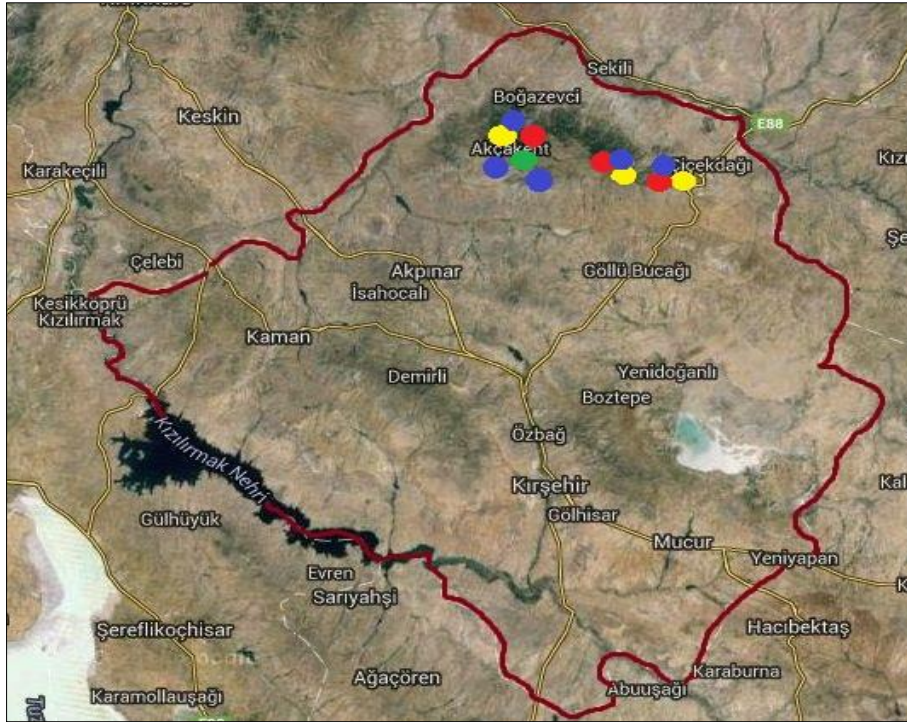 Sekili
Boğazevci
Keskin
E88
Akçakent
Karakeçili
Çiçekdağı
Çelebi
Akpınar
Göllü Bucağı
İsahocalı
Kesikköprü
Kızılırmak
Kaman
Demirli
Yenidoğanlı
Boztepe
Kızılırmak Nehri
Özbağ
Kırşehir
Gülhüyük
Gölhisar
Mucur
Yeniyapan
Evren
Sarıyahşi
Şereflikoçhisar
Hacıbektaş
Karaburna
Ağaçören
Abuuşağı
Karamollauşağı